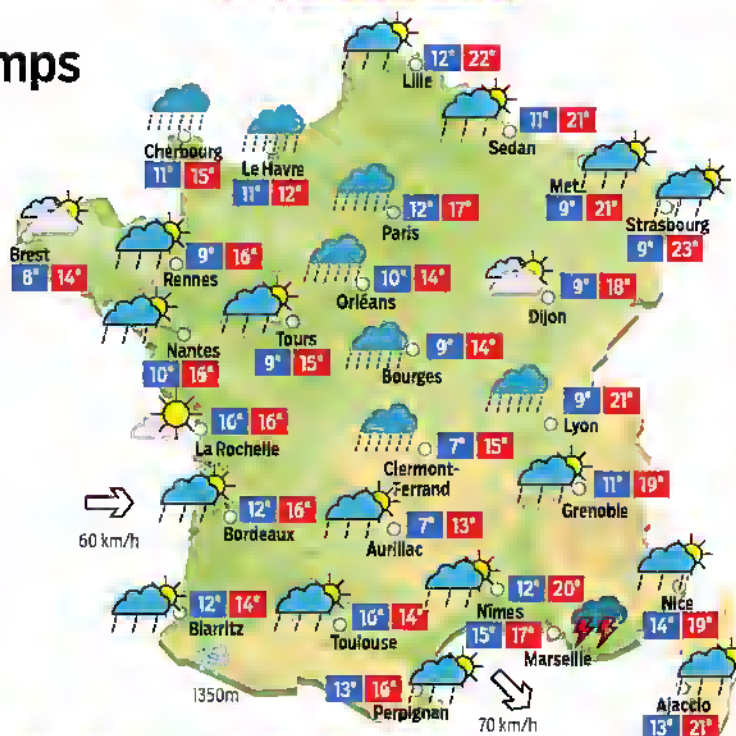 mps
12° 22°
Lille
11° 21°
Sedan
Cherbourg
11° 15°
Le Havre
11° 12°
12° 17°
Paris
9° 21°
Strasbourg
9° 23°
Brest
8° 14°
9° 16°
Rennes
10° 14°
Orléans
9° 18°
Dijon
Nantes
10° 16°
Tours
9° 15°
9° 14°
Bourges
9° 21°
Lyon
10° 16°
La Rochelle
7° 15°
Clermont-
Ferrand
11° 19°
Grenoble
60 km/h
12° 16°
Bordeaux
7° 13°
Aurillac
12° 20°
Nîmes
Nice
14° 19°
12° 14°
Biarritz
10° 14°
Toulouse
15° 17°
Marseille
1350m
13° 16°
Perpignan
70 km/h
Ajaccio
13° 21°